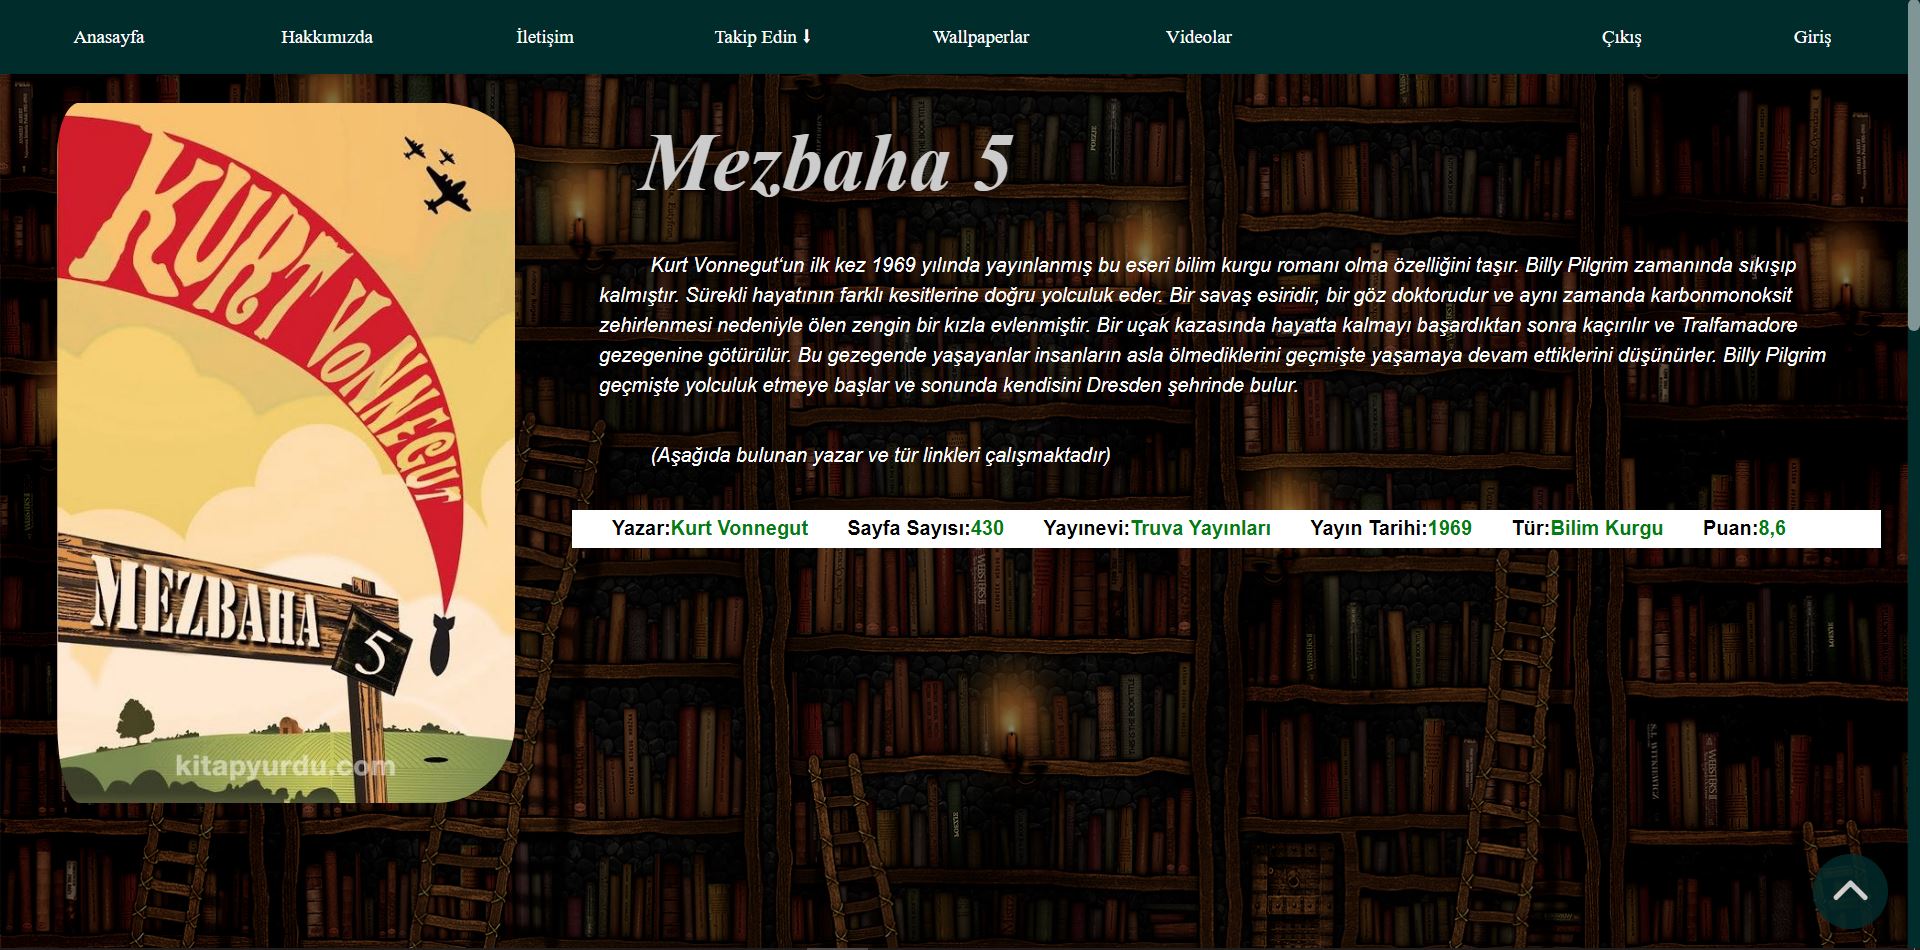 Anasayfa Hakkımızda İletişim Takip Edin ⬇ Wallpaperlar Videolar Çıkış Giriş
KURT VONNEGUT
MEZBAHA
5
kitapyurdu.com
Mezbaha 5
Kurt Vonnegut‘un ilk kez 1969 yılında yayınlanmış bu eseri bilim kurgu romanı olma özelliğini taşır. Billy Pilgrim zamanında sıkışıp
kalmıştır. Sürekli hayatının farklı kesitlerine doğru yolculuk eder. Bir savaş esiridir, bir göz doktorudur ve aynı zamanda karbonmonoksit
zehirlenmesi nedeniyle ölen zengin bir kızla evlenmiştir. Bir uçak kazasında hayatta kalmayı başardıktan sonra kaçırılır ve Tralfamadore
gezegenine götürülür. Bu gezegende yaşayanlar insanların asla ölmediklerini geçmişte yaşamaya devam ettiklerini düşünürler. Billy Pilgrim
geçmişte yolculuk etmeye başlar ve sonunda kendisini Dresden şehrinde bulur.
(Aşağıda bulunan yazar ve tür linkleri çalışmaktadır)
Yazar:Kurt Vonnegut Sayfa Sayısı:430 Yayınevi:Truva Yayınları Yayın Tarihi:1969 Tür:Bilim Kurgu Puan:8,6